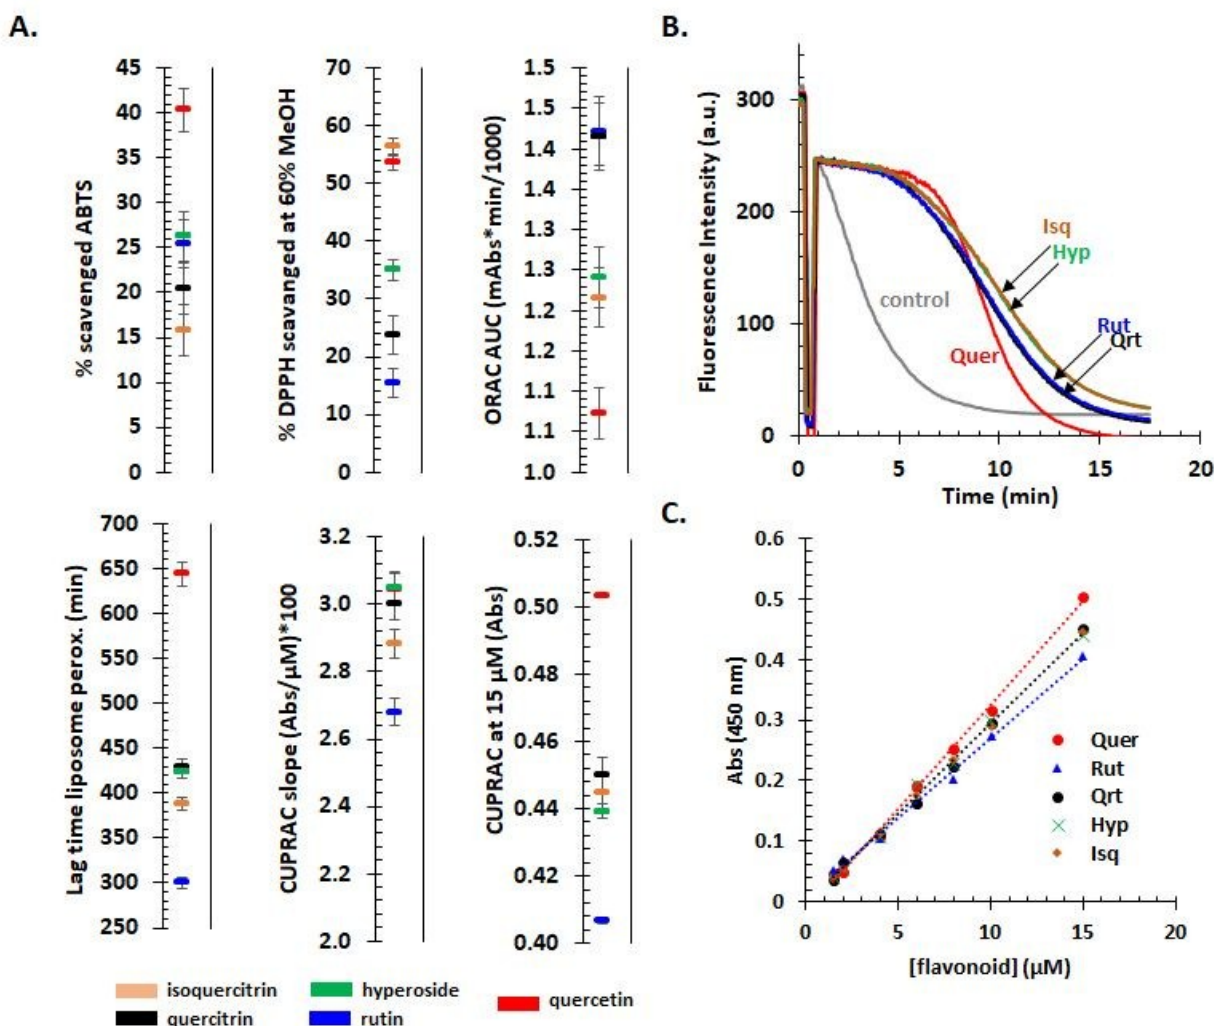 A.
% scavenged ABTS
45
40
35
30
25
20
15
10
5
0
% DPPH scavanged at 60% MeOH
70
60
50
40
30
20
10
0
ORAC AUC (mAbs*min/1000)
1.5
1.5
1.4
1.4
1.3
1.3
1.2
1.2
1.1
1.1
1.0
Lag time liposome perox. (min)
700
650
600
550
500
450
400
350
300
250
CUPRAC slope (Abs/µM)*100
3.2
3.0
2.8
2.6
2.4
2.2
2.0
CUPRAC at 15 µM (Abs)
0.52
0.50
0.48
0.46
0.44
0.42
0.40
isoquercitrin
hyperoside
quercetin
quercitrin
rutin
B.
Fluorescence Intensity (a.u.)
300
200
100
0
Isq
Hyp
control
Rut
Qrt
Quer
0 5 10 15 20
Time (min)
C.
Abs (450 nm)
0.6
0.5
0.4
0.3
0.2
0.1
0
Quer
Rut
Qrt
Hyp
Isq
0 5 10 15 20
[flavonoid] (µM)